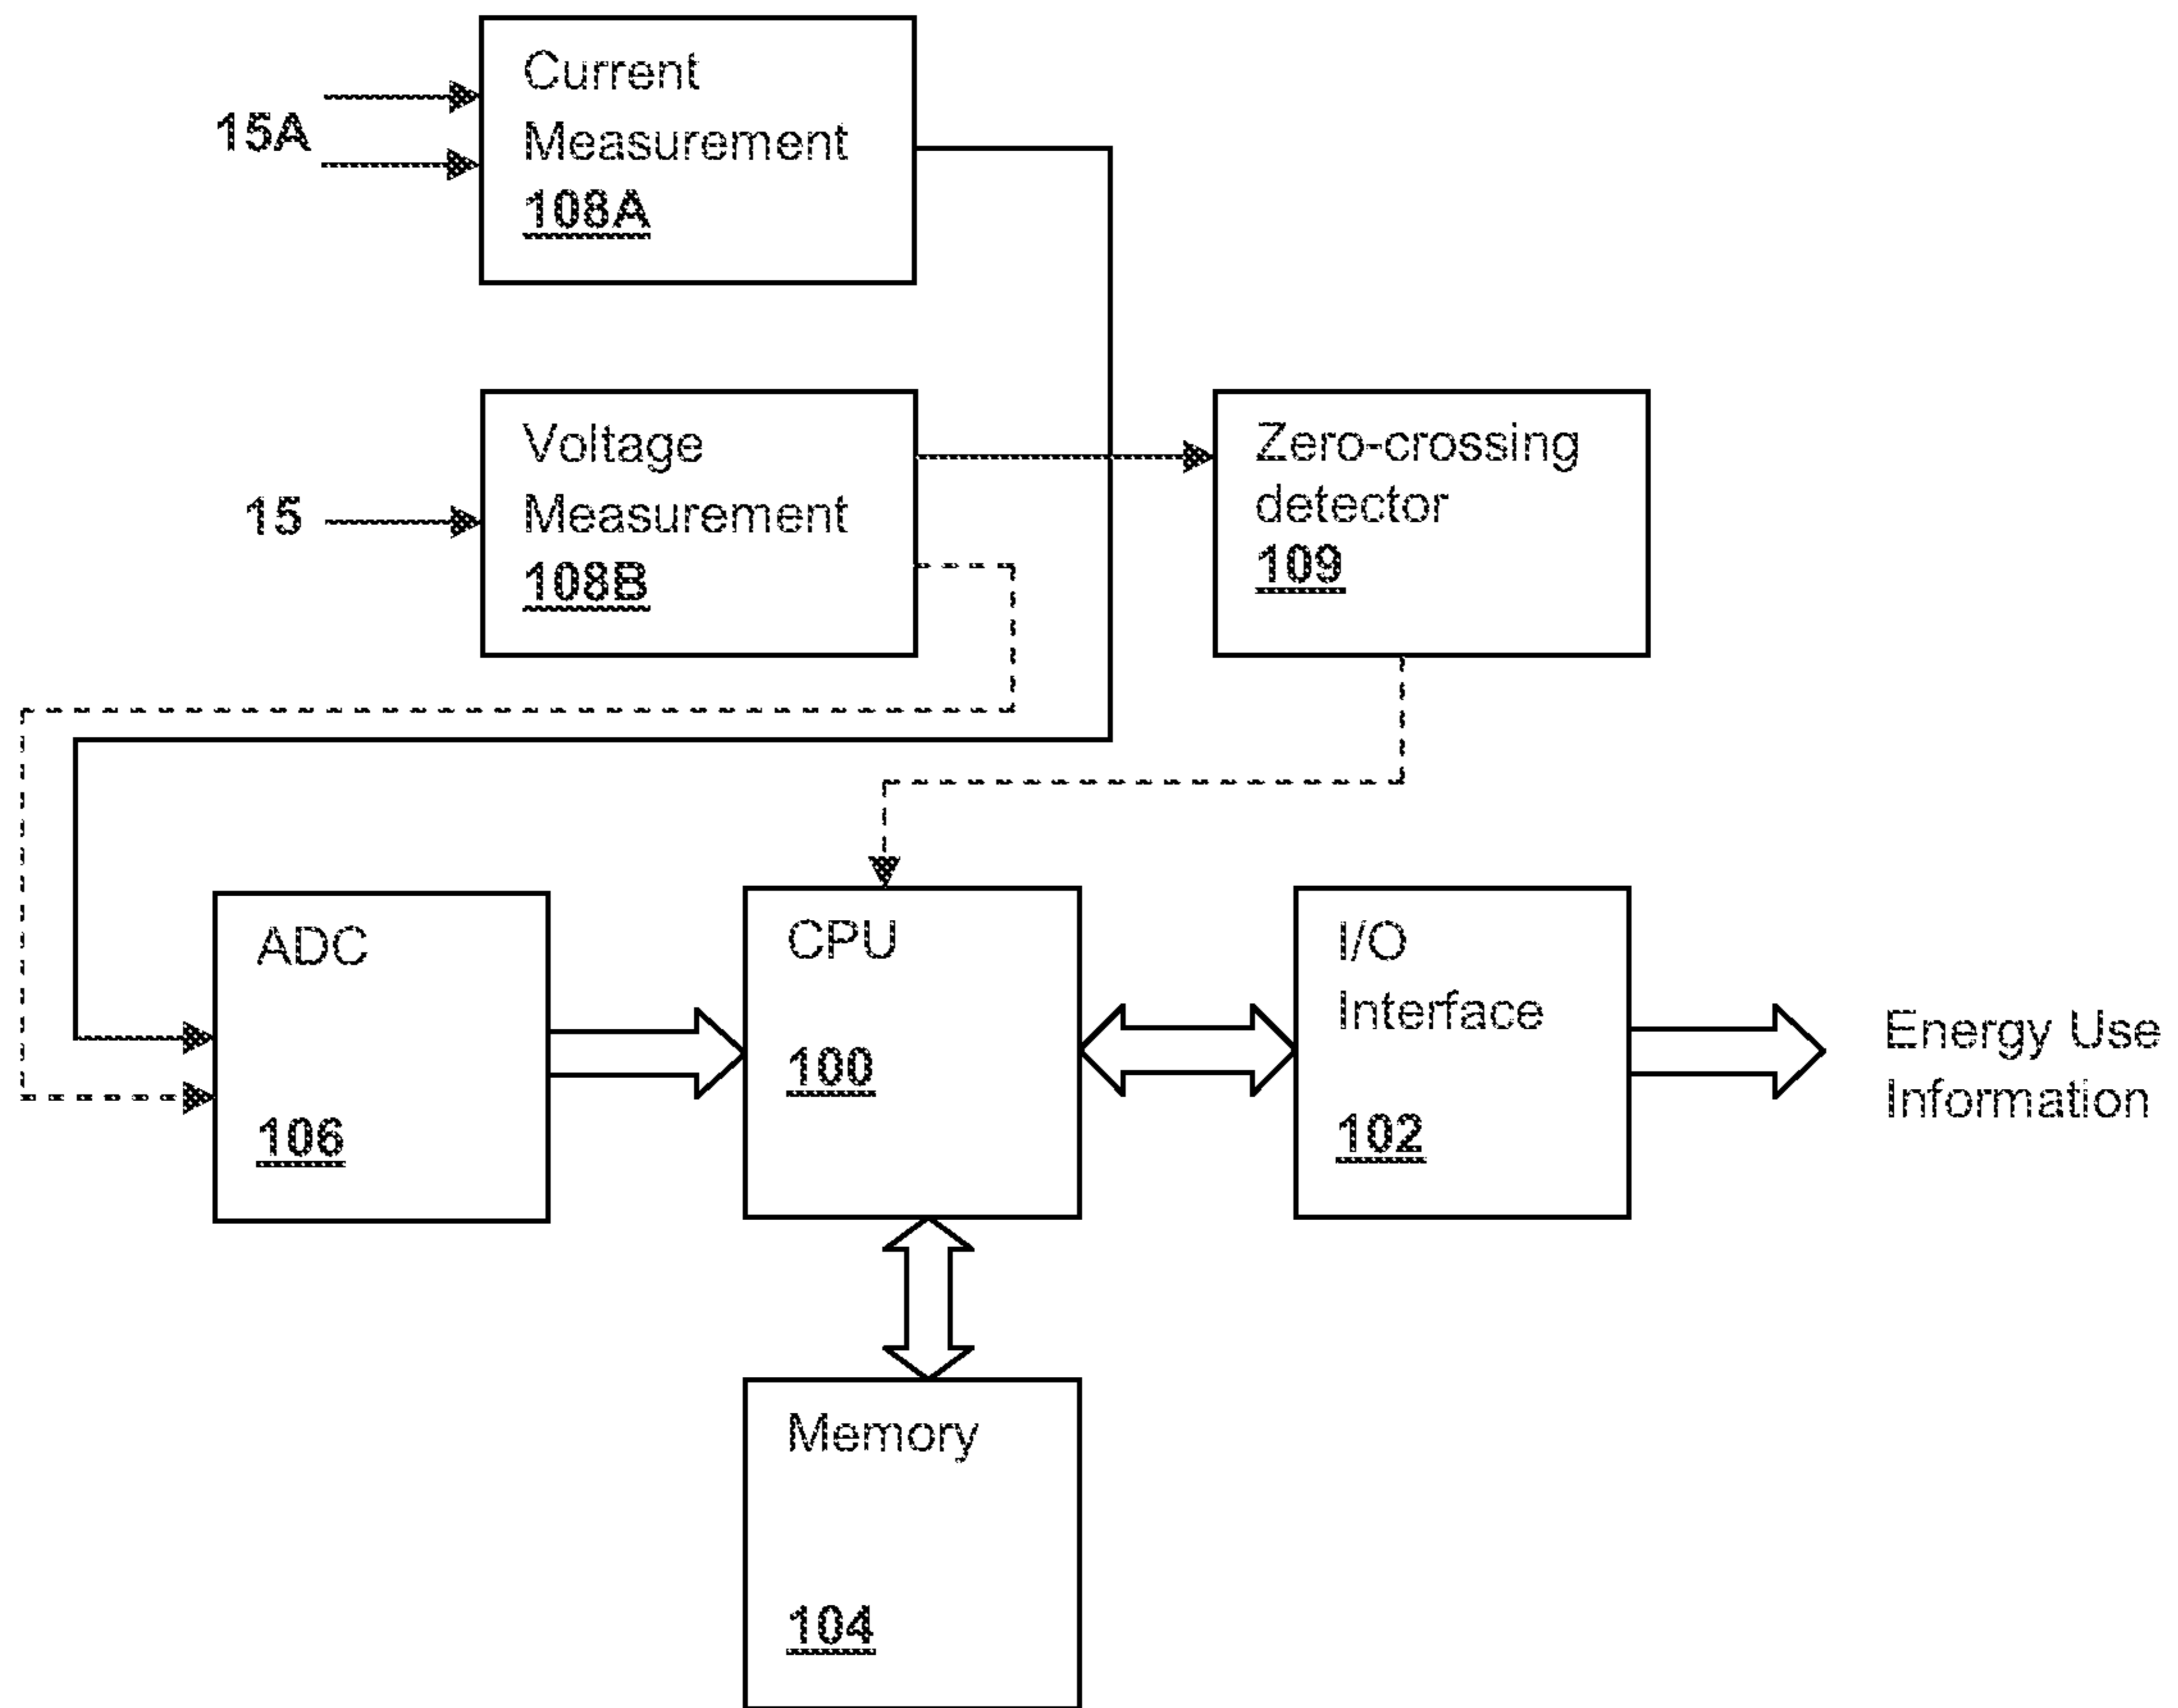 Current
Measurement
108A
15A
Voltage
Measurement
108B
15
Zero-crossing
detector
109
ADC
106
CPU
100
I/O
Interface
102
Energy Use
Information
Memory
104